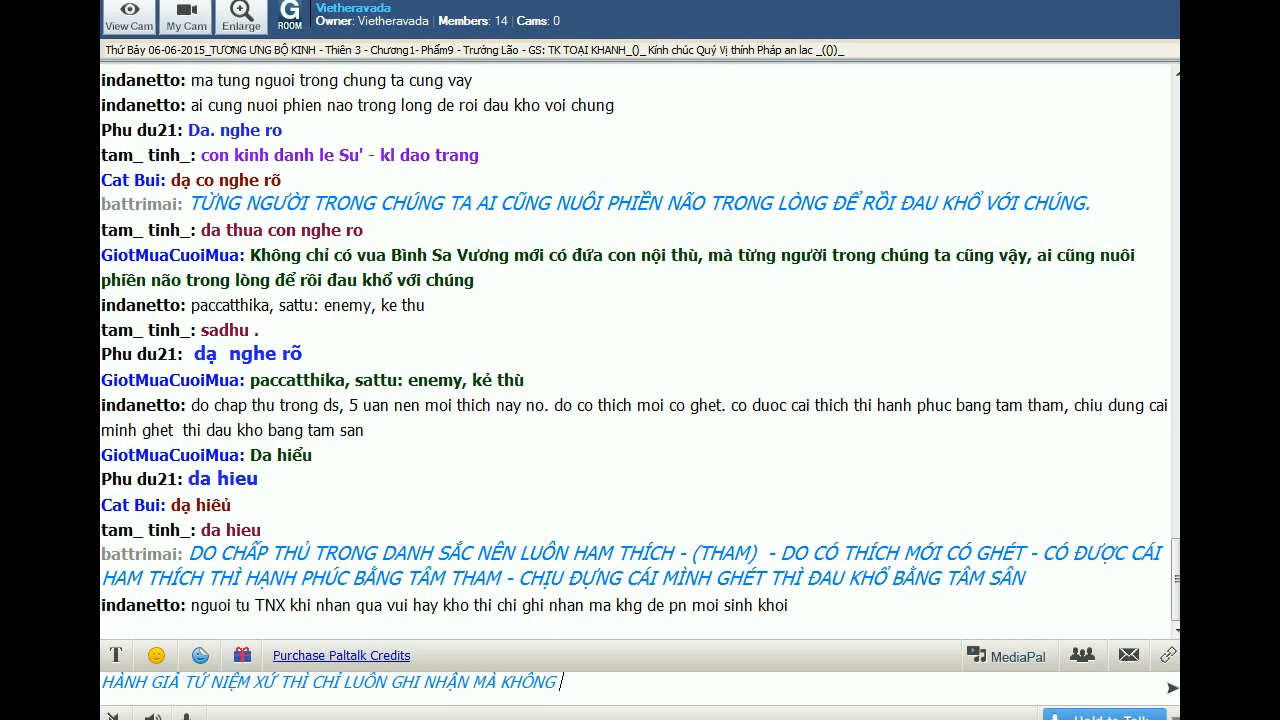 Vietheravada
View Cam My Cam Enlarge G ROOM Owner: Vietheravada | Members: 14 | Cams: 0
Thứ Bảy 06-06-2015_TƯƠNG ƯNG BỘ KINH - Thiên 3 - Chương1- Phẩm9 - Trưởng Lão - GS: TK TOẠI KHANH_()_ Kính chúc Quý Vị thính Pháp an lac _(())_
indanetto: ma tung nguoi trong chung ta cung vay
indanetto: ai cung nuoi phien nao trong long de roi dau kho voi chung
Phu du21: Da. nghe ro
tam_ tinh_: con kinh danh le Su' - kl dao trang
Cat Bui: dạ co nghe rõ
battrimai: TỪNG NGƯỜI TRONG CHÚNG TA AI CŨNG NUÔI PHIỀN NÃO TRONG LÒNG ĐỂ RỒI ĐAU KHỔ VỚI CHÚNG.
tam_ tinh_: da thua con nghe ro
GiotMuaCuoiMua: Không chỉ có vua Bình Sa Vương mới có đứa con nội thù, mà từng người trong chúng ta cũng vậy, ai cũng nuôi
phiền não trong lòng để rồi đau khổ với chúng
indanetto: paccatthika, sattu: enemy, ke thu
tam_ tinh_: sadhu .
Phu du21: dạ nghe rõ
GiotMuaCuoiMua: paccatthika, sattu: enemy, kẻ thù
indanetto: do chap thu trong ds, 5 uan nen moi thich nay no. do co thich moi co ghet. co duoc cai thich thi hanh phuc bang tam tham, chiu dung cai
minh ghet thi dau kho bang tam san
GiotMuaCuoiMua: Da hiểu
Phu du21: da hieu
Cat Bui: dạ hiêủ
tam_ tinh_: da hieu
battrimai: DO CHẤP THỦ TRONG DANH SẮC NÊN LUÔN HAM THÍCH - (THAM) - DO CÓ THÍCH MỚI CÓ GHÉT - CÓ ĐƯỢC CÁI
HAM THÍCH THÌ HẠNH PHÚC BẰNG TÂM THAM - CHỊU ĐỰNG CÁI MÌNH GHÉT THÌ ĐAU KHỔ BẰNG TÂM SÂN
indanetto: nguoi tu TNX khi nhan qua vui hay kho thi chi ghi nhan ma khg de pn moi sinh khoi
T Purchase Paltalk Credits MediaPal
HÀNH GIẢ TỨ NIỆM XỨ THÌ CHỈ LUÔN GHI NHẬN MÀ KHÔNG
Hold to Talk